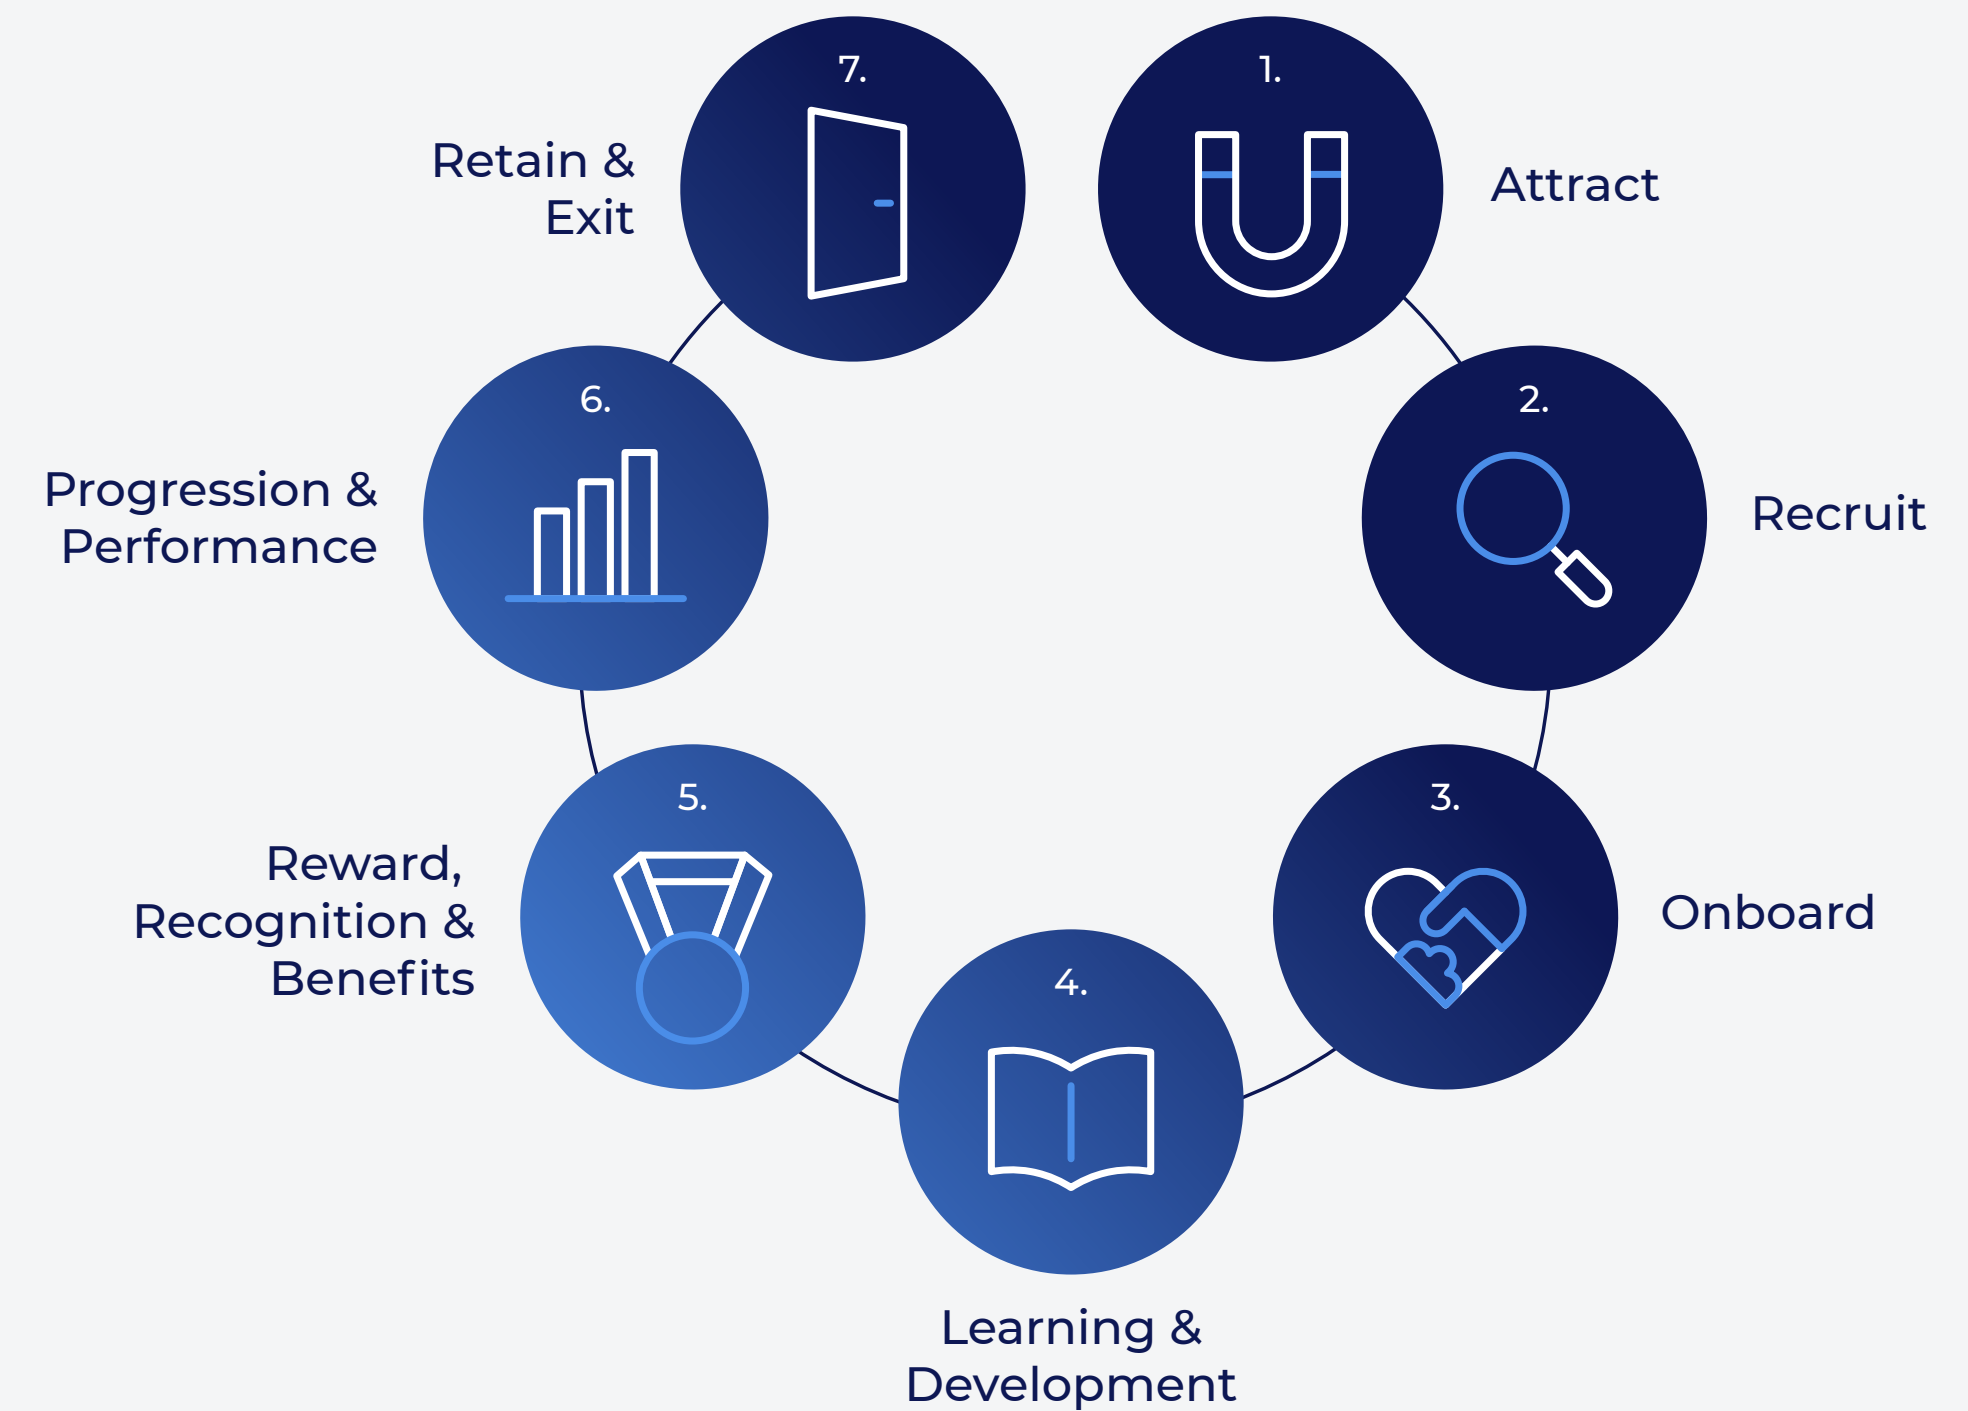 1.
Attract
2.
Recruit
3.
Onboard
4.
Learning &
Development
5.
Reward,
Recognition &
Benefits
6.
Progression &
Performance
7.
Retain &
Exit